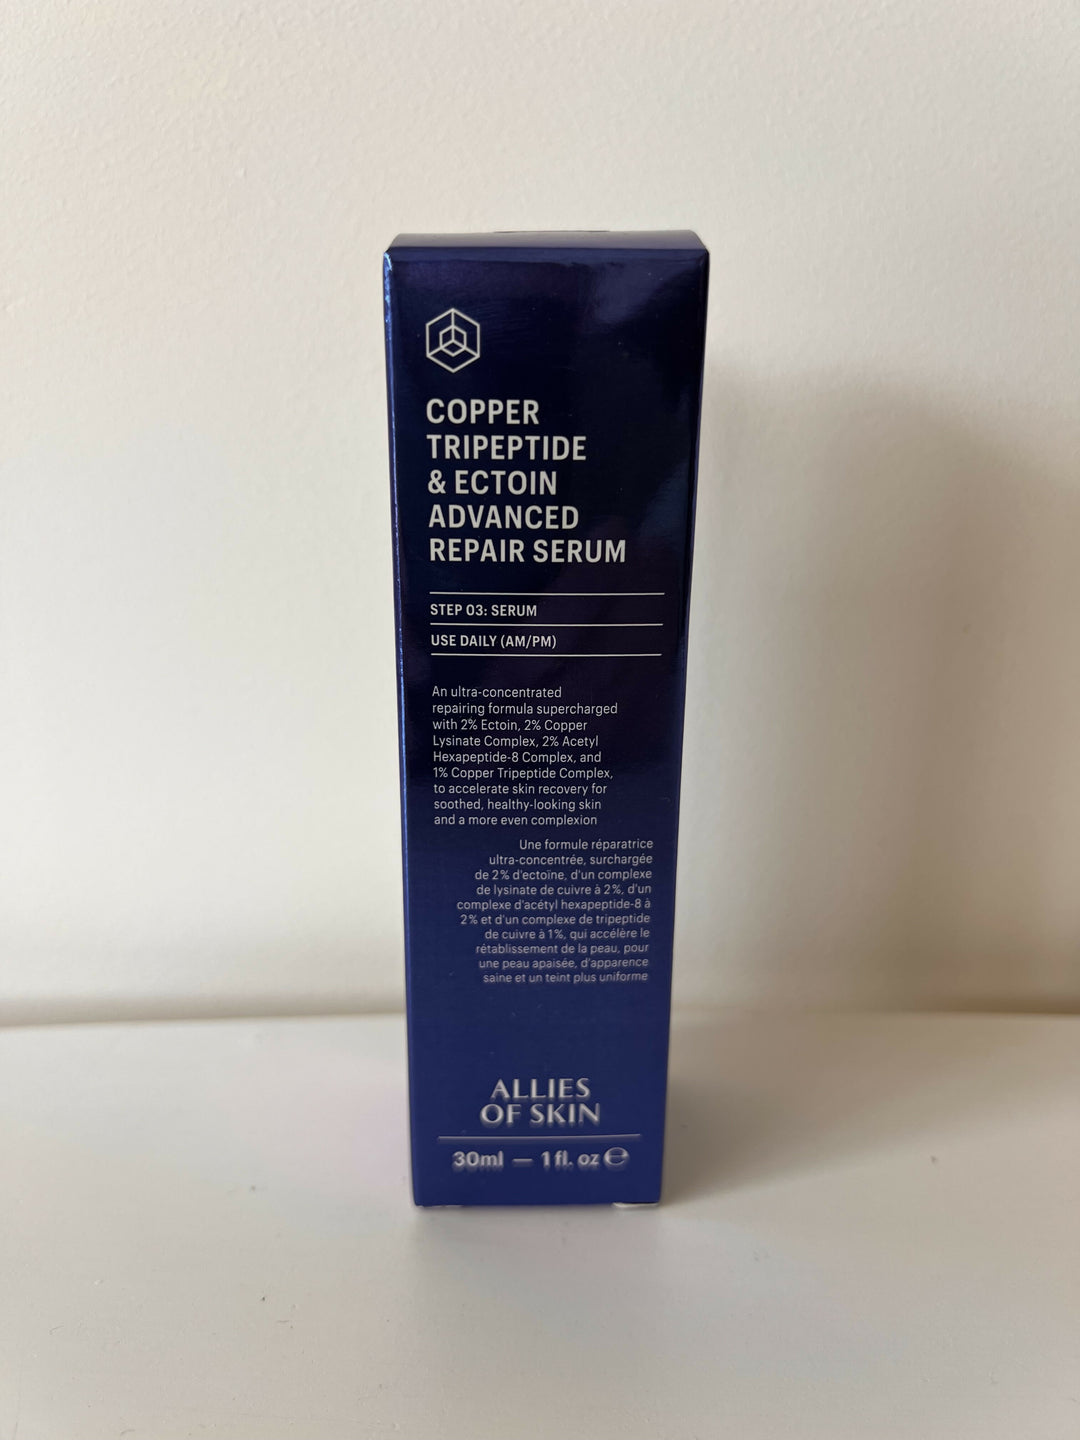 COPPER
TRIPEPTIDE
& ECTOIN
ADVANCED
REPAIR SERUM
STEP 03: SERUM
USE DAILY (AM/PM)
An ultra-concentrated
repairing formula supercharged
with 2% Ectoin, 2% Copper
Lysinate Complex, 2% Acetyl
Hexapeptide-8 Complex, and
1% Copper Tripeptide Complex,
to accelerate skin recovery for
soothed, healthy-looking skin
and a more even complexion
Une formule réparatrice
ultra-concentrée, surchargée
de 2% d'ectoïne, d'un complexe
de lysinate de cuivre à 2%, d'un
complexe d'acétyl hexapeptide-8 à
2% et d'un complexe de tripeptide
de cuivre à 1%, qui accélère le
rétablissement de la peau, pour
une peau apaisée, d'apparence
saine et un teint plus uniforme
ALLIES
OF SKIN
30ml — 1 fl. oz ℮